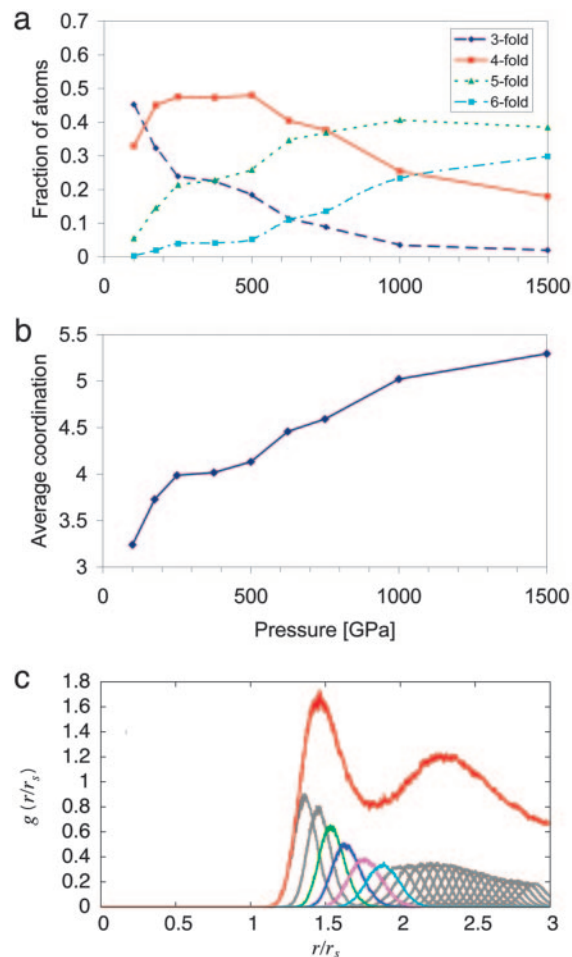 a
Fraction of atoms
0.7
0.6
0.5
0.4
0.3
0.2
0.1
0
3-fold
4-fold
5-fold
6-fold
0 500 1000 1500
b
Average coordination
5.5
5
4.5
4
3.5
3
0 500 1000 1500
Pressure [GPa]
c
g (r/rs)
1.8
1.6
1.4
1.2
1
0.8
0.6
0.4
0.2
0
0 0.5 1 1.5 2 2.5 3
r/rs